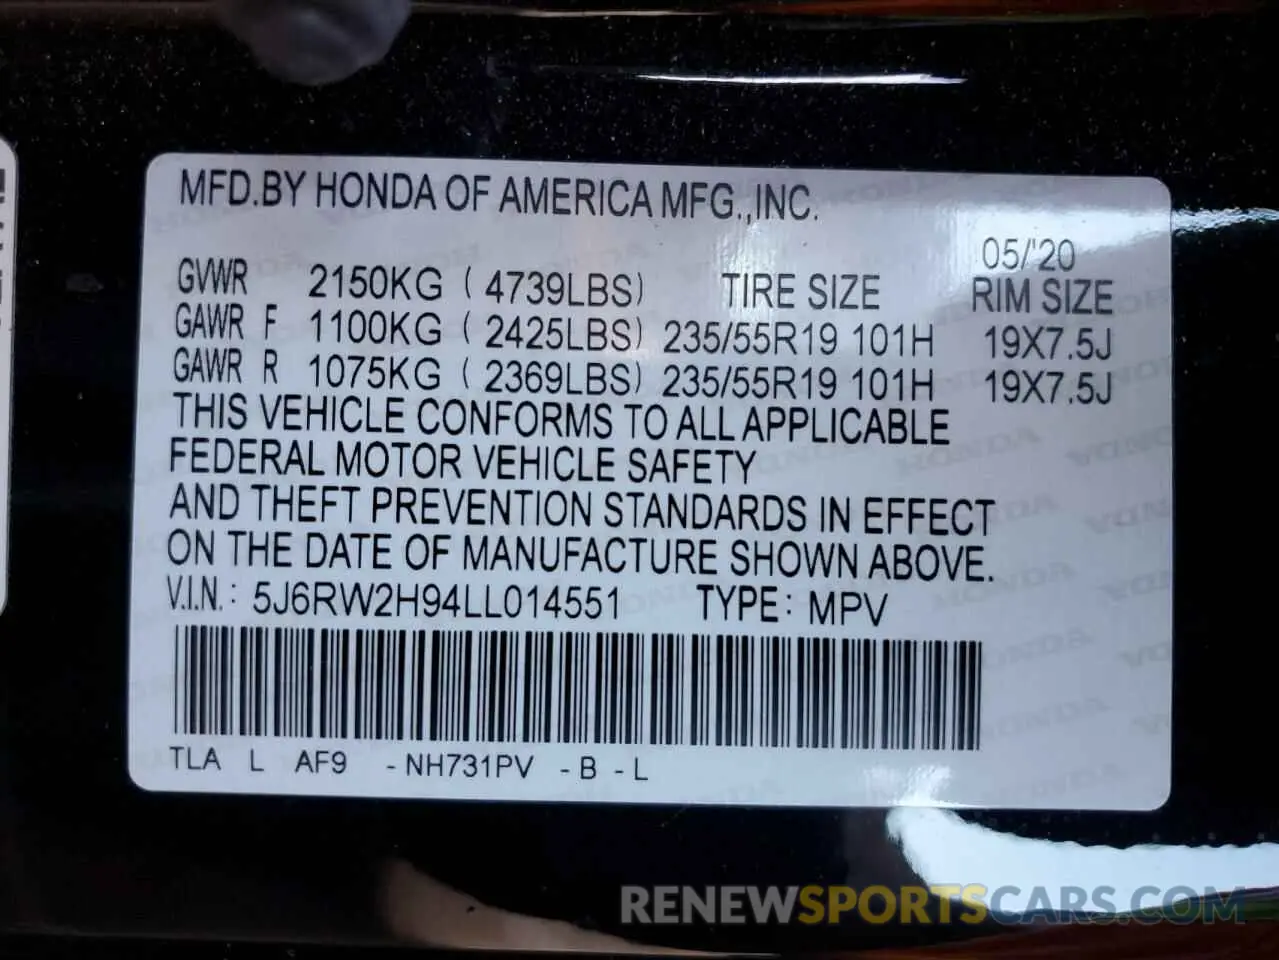 MFD.BY HONDA OF AMERICA MFG.,INC.
05/'20
GVWR 2150KG ( 4739LBS) TIRE SIZE RIM SIZE
GAWR F 1100KG ( 2425LBS) 235/55R19 101H 19X7.5J
GAWR R 1075KG ( 2369LBS) 235/55R19 101H 19X7.5J
THIS VEHICLE CONFORMS TO ALL APPLICABLE
FEDERAL MOTOR VEHICLE SAFETY
AND THEFT PREVENTION STANDARDS IN EFFECT
ON THE DATE OF MANUFACTURE SHOWN ABOVE.
V.I.N.: 5J6RW2H94LL014551 TYPE: MPV
TLA L AF9 -NH731PV -B -L
RENEWSPORTSCARS.COM